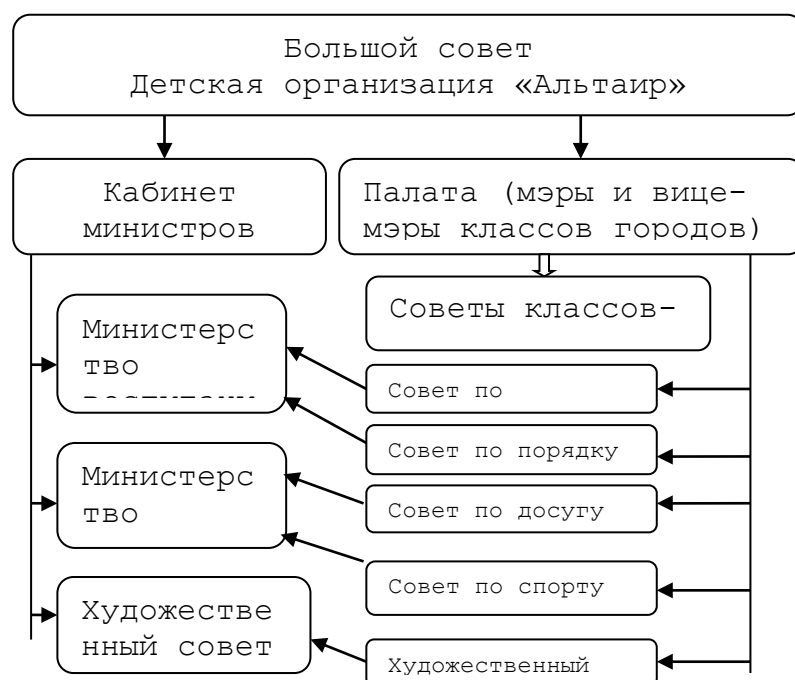 Большой совет
Детская организация «Альтаир»
Кабинет
министров
Палата (мэры и вице-
мэры классов городов)
Советы классов-
Министерс
тво
Совет по
Совет по порядку
Министерс
тво
Совет по досугу
Совет по спорту
Художестве
нный совет
Художественный